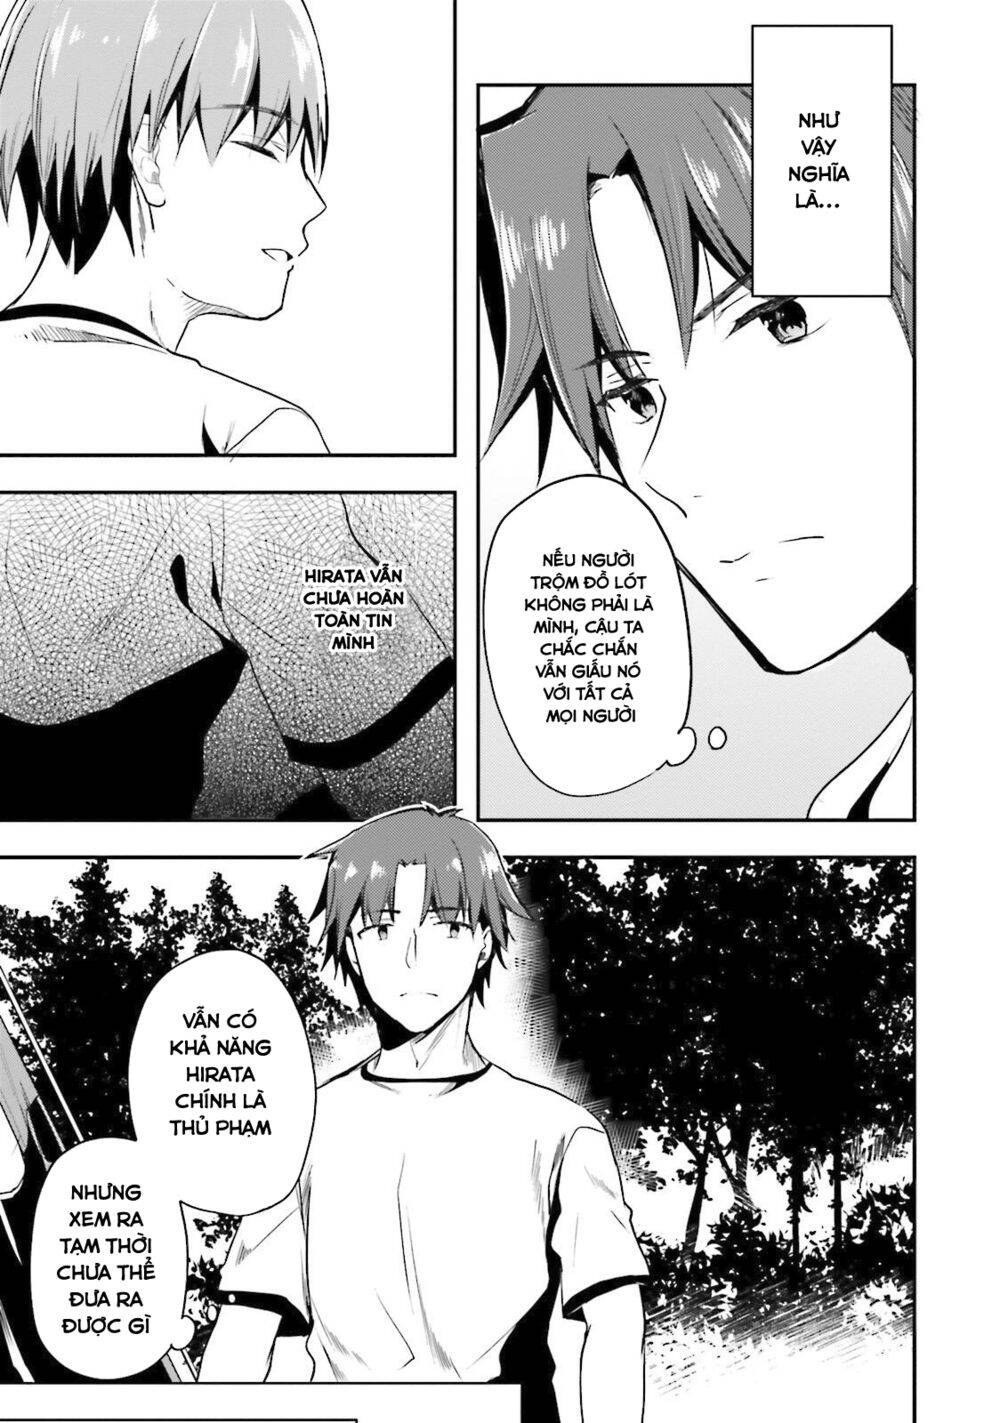 NHƯ
VẬY
NGHĨA
LÀ...
NẾU NGƯỜI
TRỘM ĐỒ LÓT
KHÔNG PHẢI LÀ
MÌNH, CẬU TA
CHẮC CHẮN
VẪN GIẤU NÓ
VỚI TẤT CẢ
MỌI NGƯỜI
HIRATA VẪN
CHƯA HOÀN
TOÀN TIN
MÌNH
VẪN CÓ
KHẢ NĂNG
HIRATA
CHÍNH LÀ
THỦ PHẠM
NHƯNG
XEM RA
TẠM THỜI
CHƯA THỂ
ĐƯA RA
ĐƯỢC GÌ